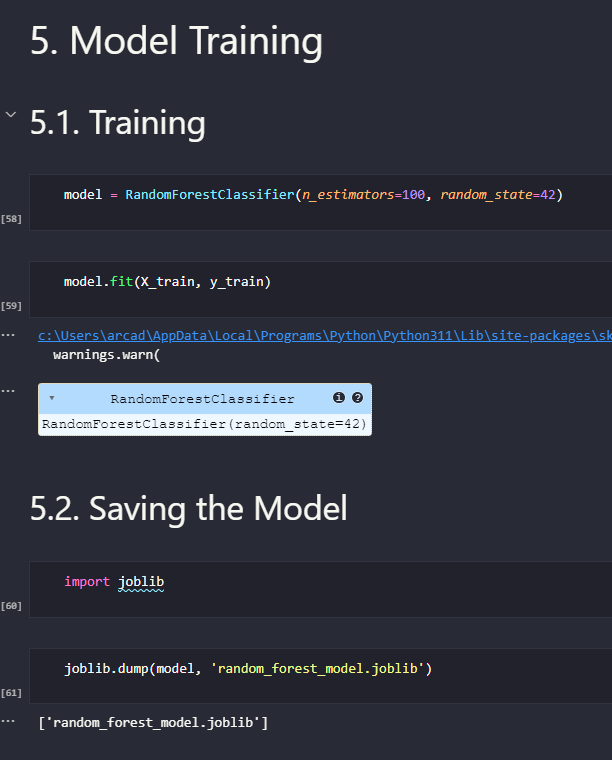 5. Model Training
5.1. Training
model = RandomForestClassifier(n_estimators=100, random_state=42)
[58]
model.fit(X_train, y_train)
[59]
c:\Users\arcad\AppData\Local\Programs\Python\Python311\Lib\site-packages\sk
warnings.warn(
RandomForestClassifier
RandomForestClassifier(random_state=42)
5.2. Saving the Model
import joblib
[60]
joblib.dump(model, 'random_forest_model.joblib')
[61]
['random_forest_model.joblib']